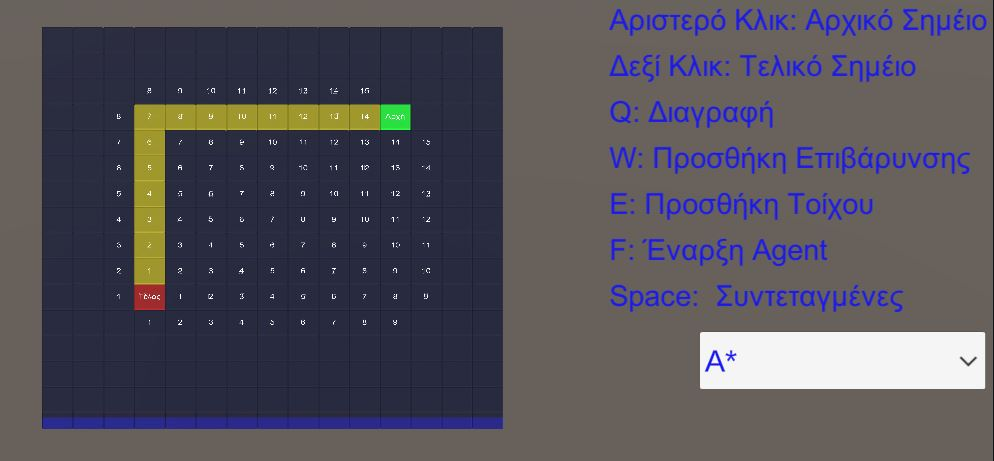 8 9 10 11 12 13 14 15
8 7 8 9 10 11 12 13 14 Αρχή
7 6 7 8 9 10 11 12 13 14 15
6 5 6 7 8 9 10 11 12 13 14
5 4 5 6 7 8 9 10 11 12 13
4 3 4 5 6 7 8 9 10 11 12
3 2 3 4 5 6 7 8 9 10 11
2 1 2 3 4 5 6 7 8 9 10
1 Τέλος 1 2 3 4 5 6 7 8 9
1 2 3 4 5 6 7 8 9
Αριστερό Κλικ: Αρχικό Σημέιο
Δεξί Κλικ: Τελικό Σημέιο
Q: Διαγραφή
W: Προσθήκη Επιβάρυνσης
E: Προσθήκη Τοίχου
F: Έναρξη Agent
Space: Συντεταγμένες
A*